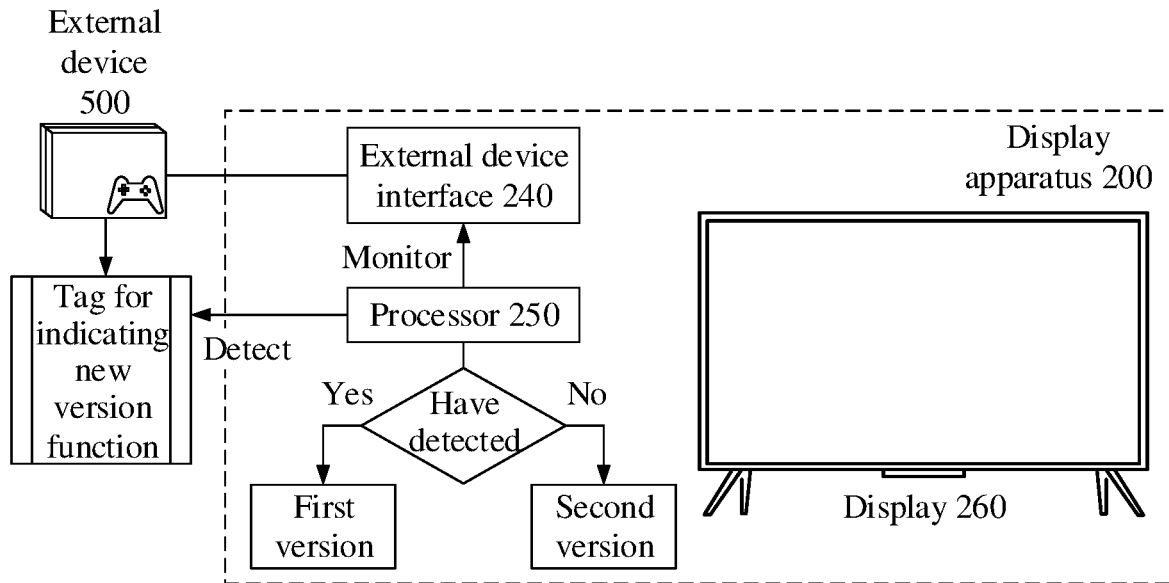 External
device
500
External device
interface 240
Display
apparatus 200
Monitor
Processor 250
Tag for
indicating
new
version
function
Detect
Yes
No
Have
detected
First
version
Second
version
Display 260